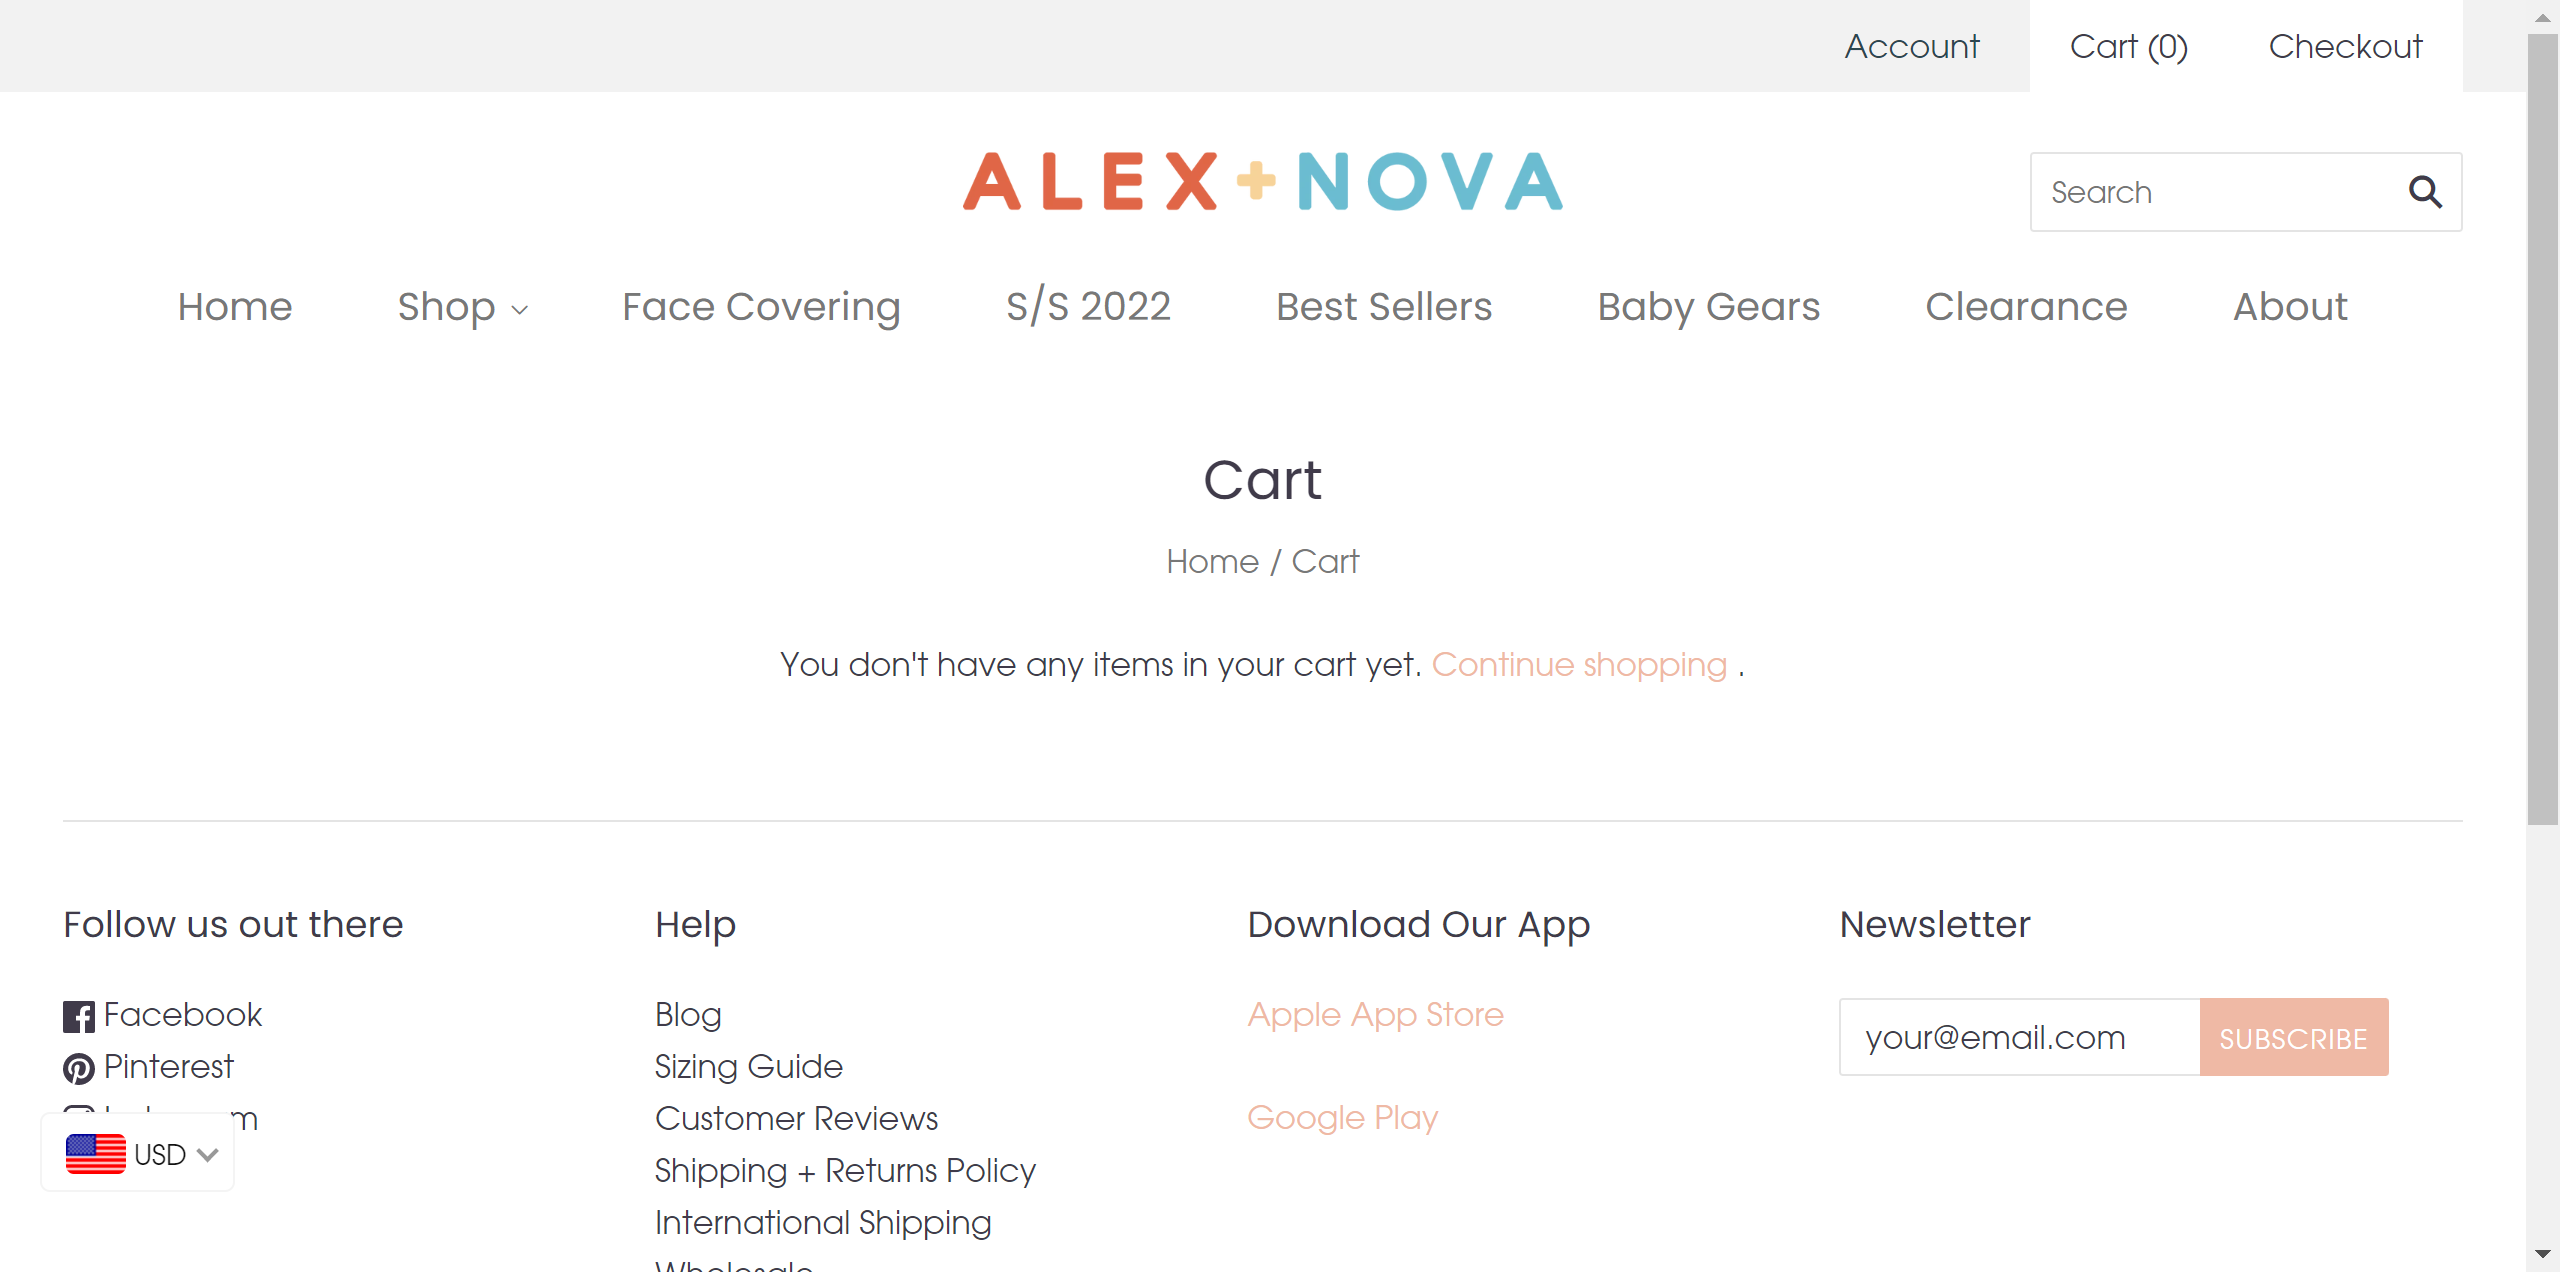 Account Cart (0) Checkout
ALEX+NOVA
Search
Home Shop Face Covering S/S 2022 Best Sellers Baby Gears Clearance About
Cart
Home / Cart
You don't have any items in your cart yet. Continue shopping .
Follow us out there
Facebook
Pinterest
USD
Help
Blog
Sizing Guide
Customer Reviews
Shipping + Returns Policy
International Shipping
Download Our App
Apple App Store
Google Play
Newsletter
your@email.com SUBSCRIBE